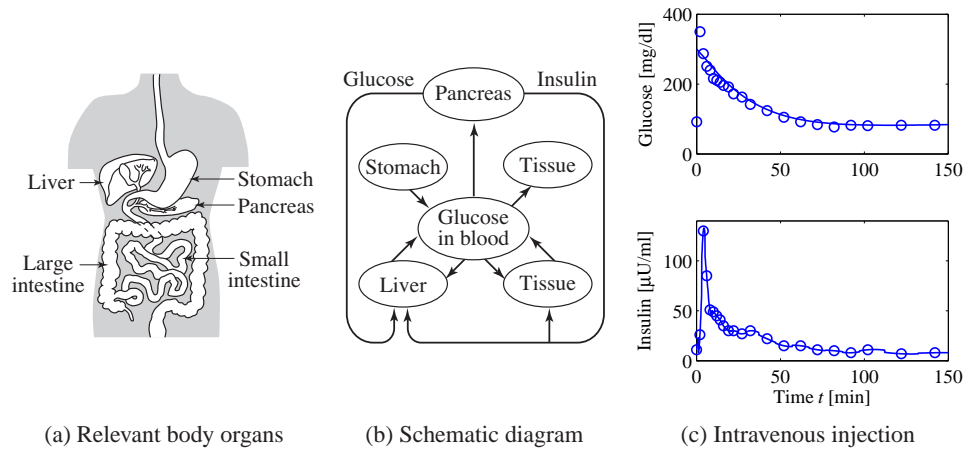 Liver
Stomach
Pancreas
Large
intestine
Small
intestine
(a) Relevant body organs
Glucose
Insulin
Pancreas
Stomach
Tissue
Glucose
in blood
Liver
Tissue
(b) Schematic diagram
Glucose [mg/dl]
400
200
0
0
50
100
150
Insulin [µU/ml]
100
50
0
0
50
100
150
Time t [min]
(c) Intravenous injection